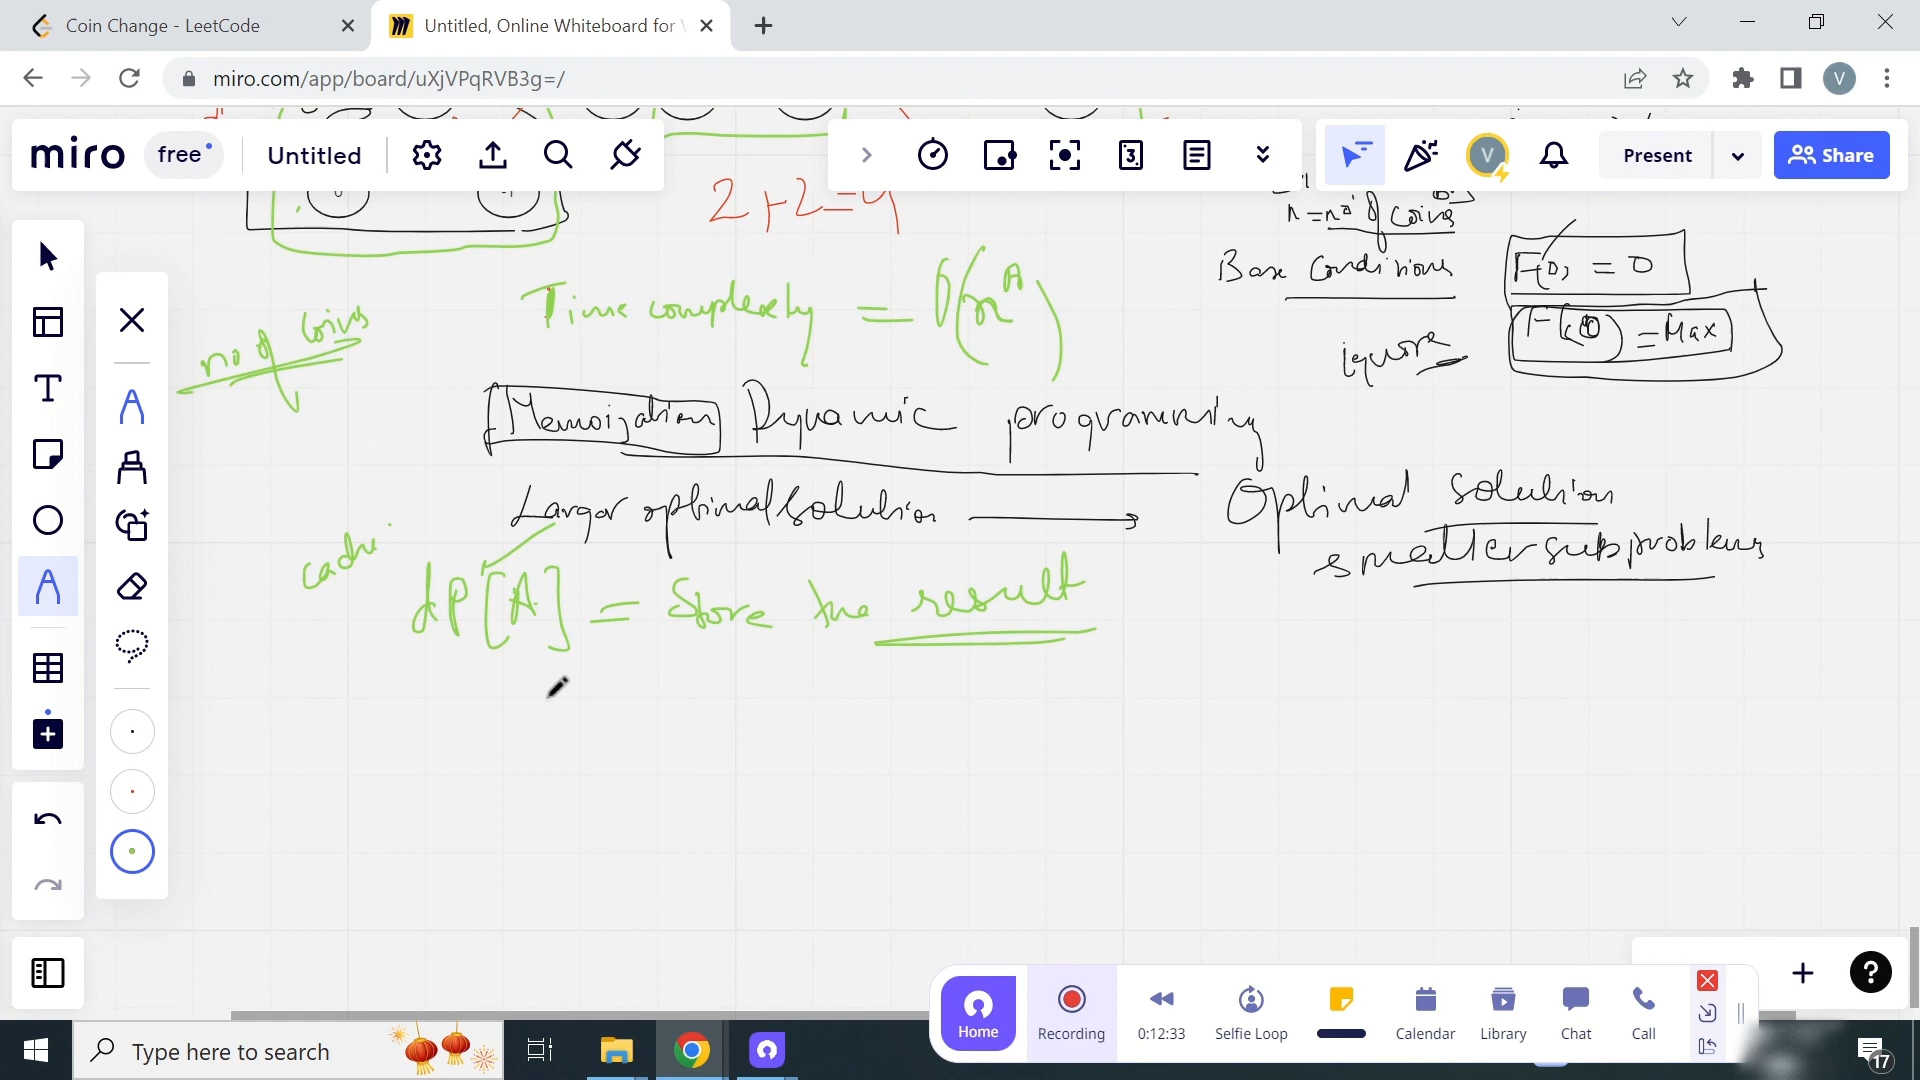 Coin Change - LeetCode
Untitled, Online Whiteboard for V
miro.com/app/board/uXjVPqRVB3g=/
V
miro
free
Untitled
3
V
Present
Share
2+2=4
n = no of coins
Base Conditions
F(0) = 0
= Max
ignore
Time complexity = O(n^A)
no of Coins
Memoization Dynamic programming
Larger optimal solution
Optimal solution
smaller subproblems
dP[A] = Store the result
T
?
Home
Recording
0:12:33
Selfie Loop
Calendar
Library
Chat
Call
Type here to search
17